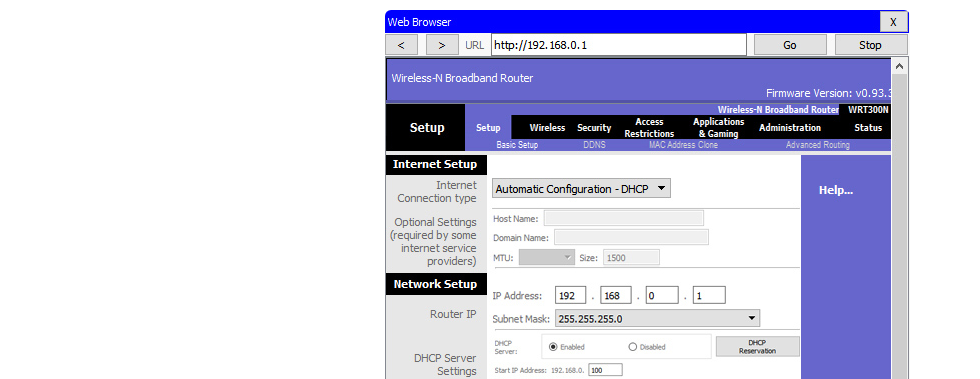 Web Browser X
< > URL http://192.168.0.1 Go Stop
Wireless-N Broadband Router
Firmware Version: v0.93.3
Wireless-N Broadband Router WRT300N
Setup Setup Wireless Security Access Restrictions Applications & Gaming Administration Status
Basic Setup DDNS MAC Address Clone Advanced Routing
Internet Setup
Internet
Connection type Automatic Configuration - DHCP
Help...
Optional Settings
(required by some
internet service
providers)
Host Name:
Domain Name:
MTU: Size: 1500
Network Setup
Router IP
IP Address: 192 . 168 . 0 . 1
Subnet Mask: 255.255.255.0
DHCP Server
Settings
DHCP
Server: Enabled Disabled
DHCP
Reservation
Start IP Address: 192.168.0. 100